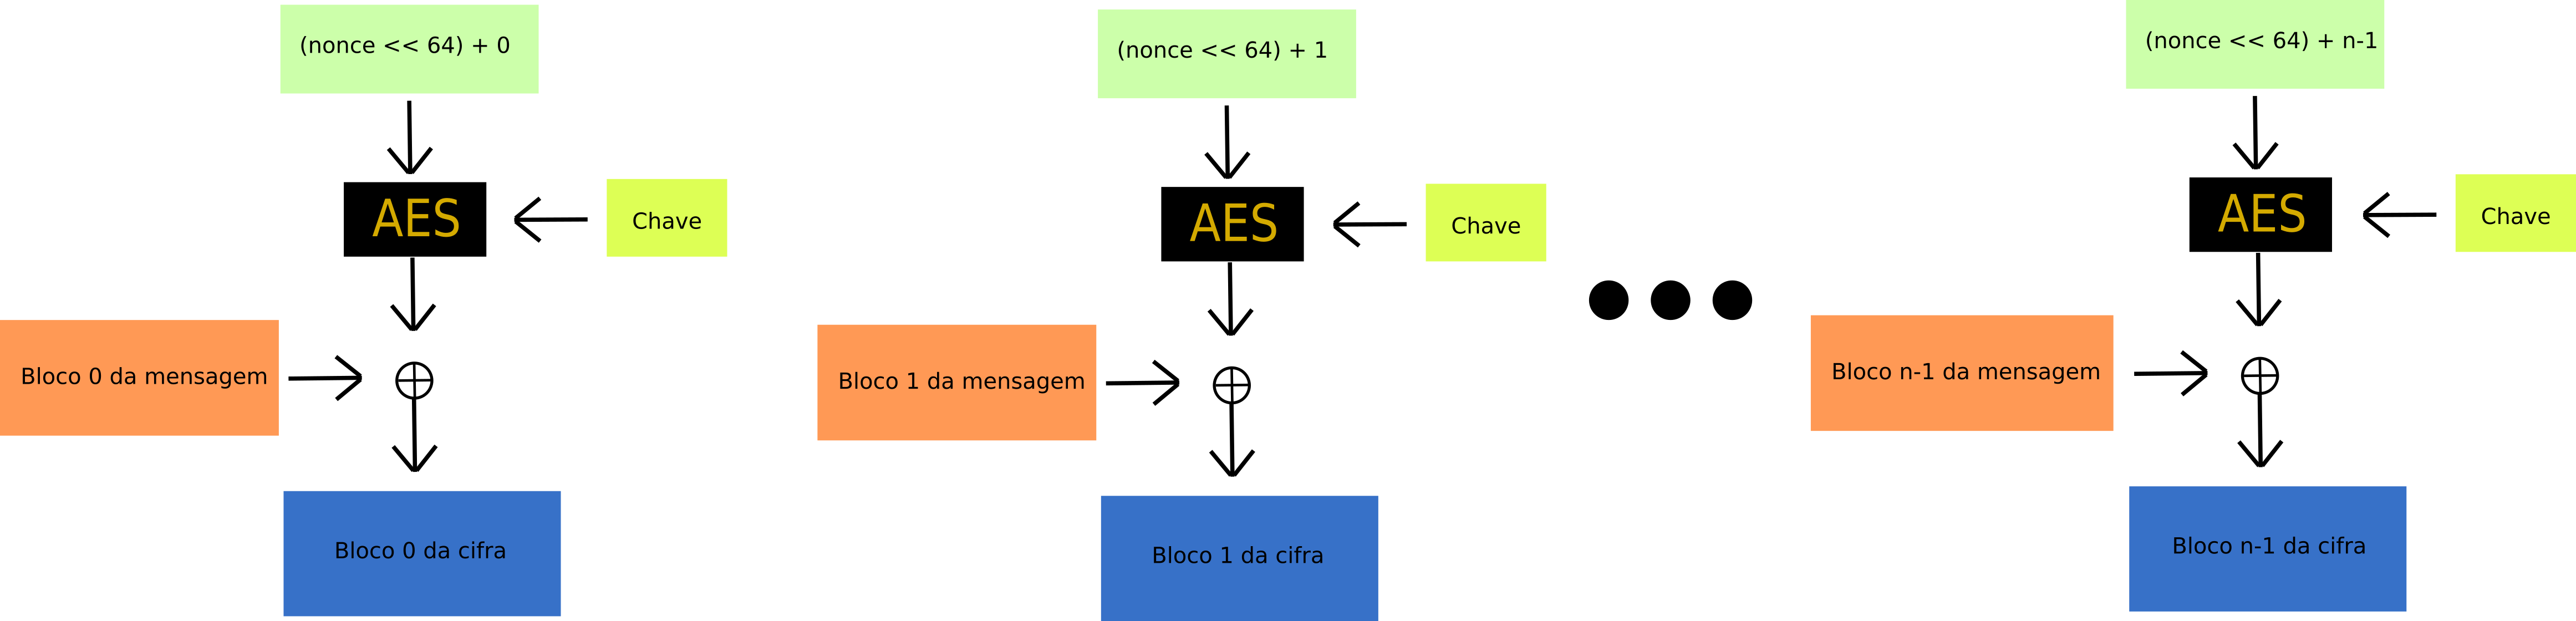 (nonce << 64) + 0
AES
Chave
Bloco 0 da mensagem
Bloco 0 da cifra
(nonce << 64) + 1
AES
Chave
Bloco 1 da mensagem
Bloco 1 da cifra
(nonce << 64) + n-1
AES
Chave
Bloco n-1 da mensagem
Bloco n-1 da cifra